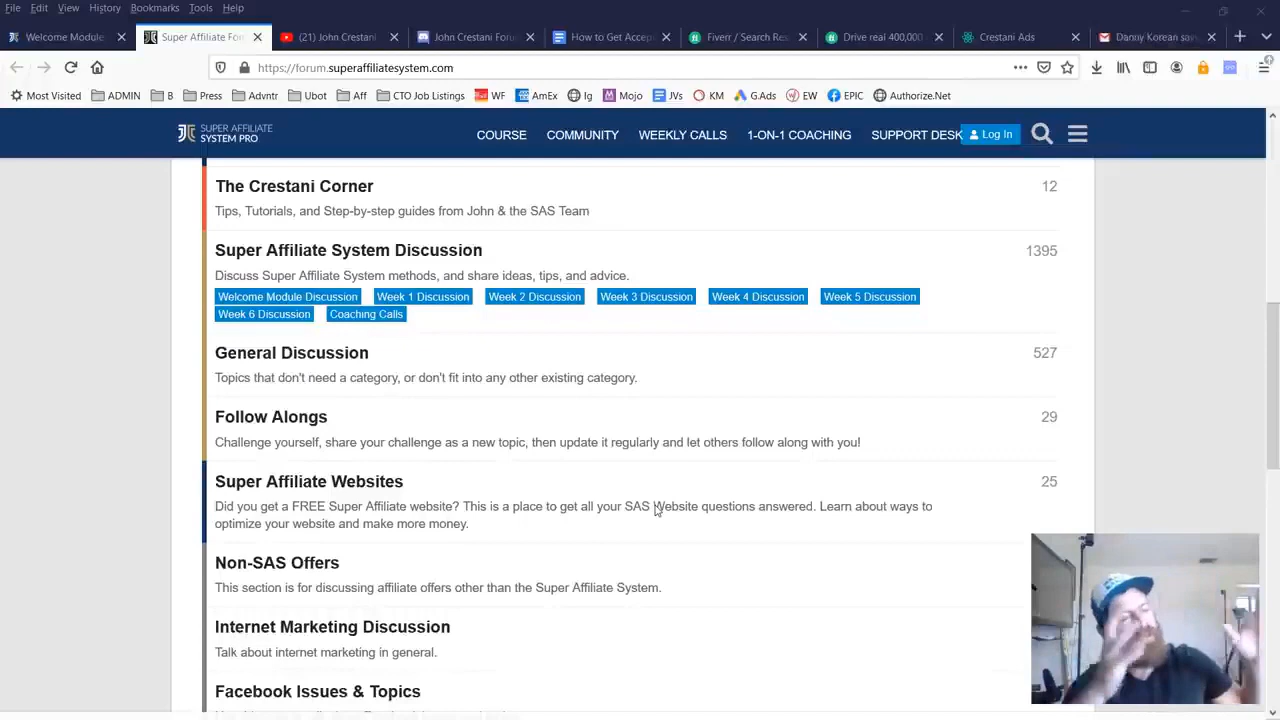 File Edit View History Bookmarks Tools Help
Welcome Module
Super Affiliate For
(21) John Crestani
John Crestani Foru
How to Get Accep
Fiverr / Search Re
Drive real 400,000
Crestani Ads
Danny Korean say
https://forum.superaffiliatesystem.com
Most Visited ADMIN B Press Advntr Ubot Aff CTO Job Listings WF AmEx Ig Mojo JVs KM G.Ads EW EPIC Authorize.Net
SUPER AFFILIATE
SYSTEM PRO
COURSE COMMUNITY WEEKLY CALLS 1-ON-1 COACHING SUPPORT DESK Log In
The Crestani Corner 12
Tips, Tutorials, and Step-by-step guides from John & the SAS Team
Super Affiliate System Discussion 1395
Discuss Super Affiliate System methods, and share ideas, tips, and advice.
Welcome Module Discussion Week 1 Discussion Week 2 Discussion Week 3 Discussion Week 4 Discussion Week 5 Discussion
Week 6 Discussion Coaching Calls
General Discussion 527
Topics that don't need a category, or don't fit into any other existing category.
Follow Alongs 29
Challenge yourself, share your challenge as a new topic, then update it regularly and let others follow along with you!
Super Affiliate Websites 25
Did you get a FREE Super Affiliate website? This is a place to get all your SAS Website questions answered. Learn about ways to
optimize your website and make more money.
Non-SAS Offers
This section is for discussing affiliate offers other than the Super Affiliate System.
Internet Marketing Discussion
Talk about internet marketing in general.
Facebook Issues & Topics